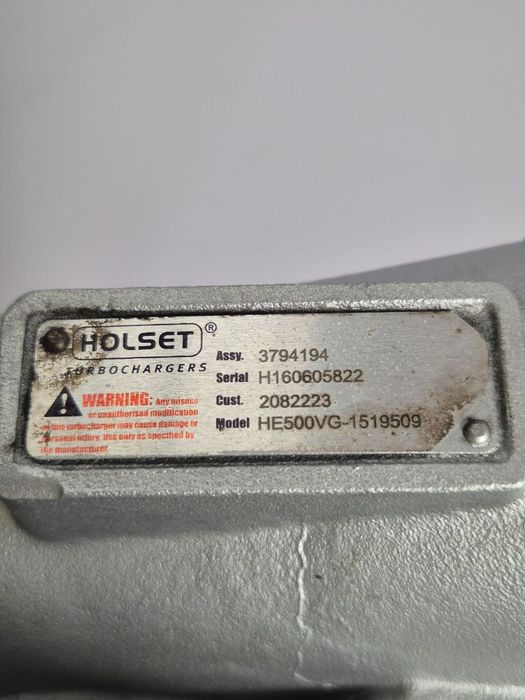 HOLSET®
TURBOCHARGERS
WARNING: Any misuse
or unauthorised modification
of this turbocharger may cause damage or
personal injury. Use only as specified by
the manufacturer.
Assy. 3794194
Serial H160605822
Cust. 2082223
Model HE500VG-1519509